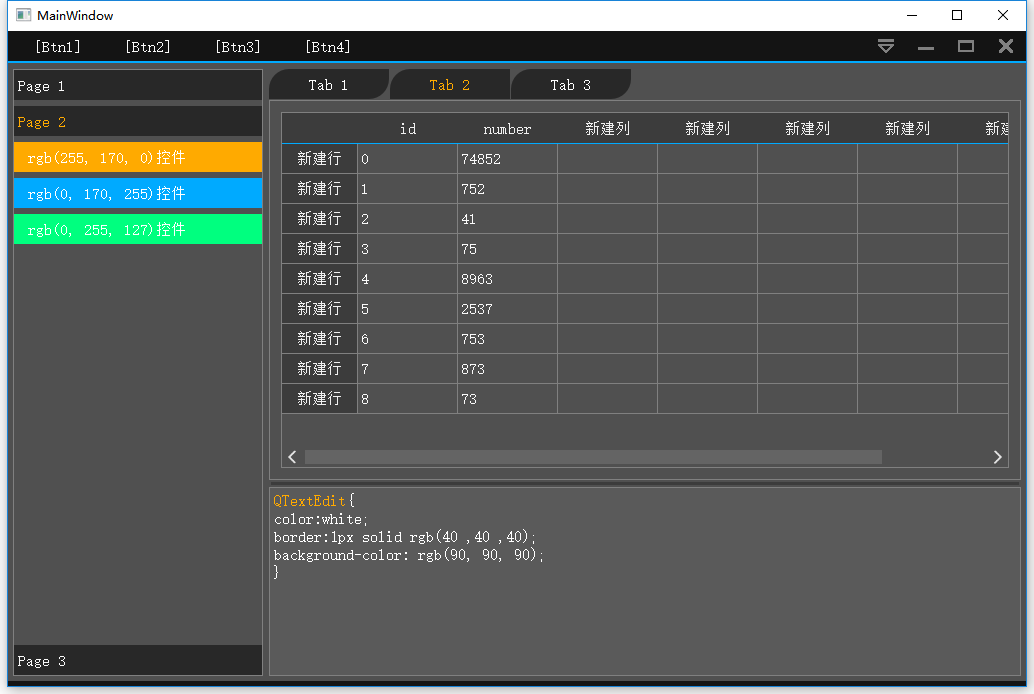 MainWindow
[Btn1] [Btn2] [Btn3] [Btn4]
Page 1
Page 2
rgb(255, 170, 0)控件
rgb(0, 170, 255)控件
rgb(0, 255, 127)控件
Page 3
Tab 1 Tab 2 Tab 3
id number 新建列 新建列 新建列 新建列 新建
新建行 0 74852
新建行 1 752
新建行 2 41
新建行 3 75
新建行 4 8963
新建行 5 2537
新建行 6 753
新建行 7 873
新建行 8 73
QTextEdit{
color:white;
border:1px solid rgb(40 ,40 ,40);
background-color: rgb(90, 90, 90);
}